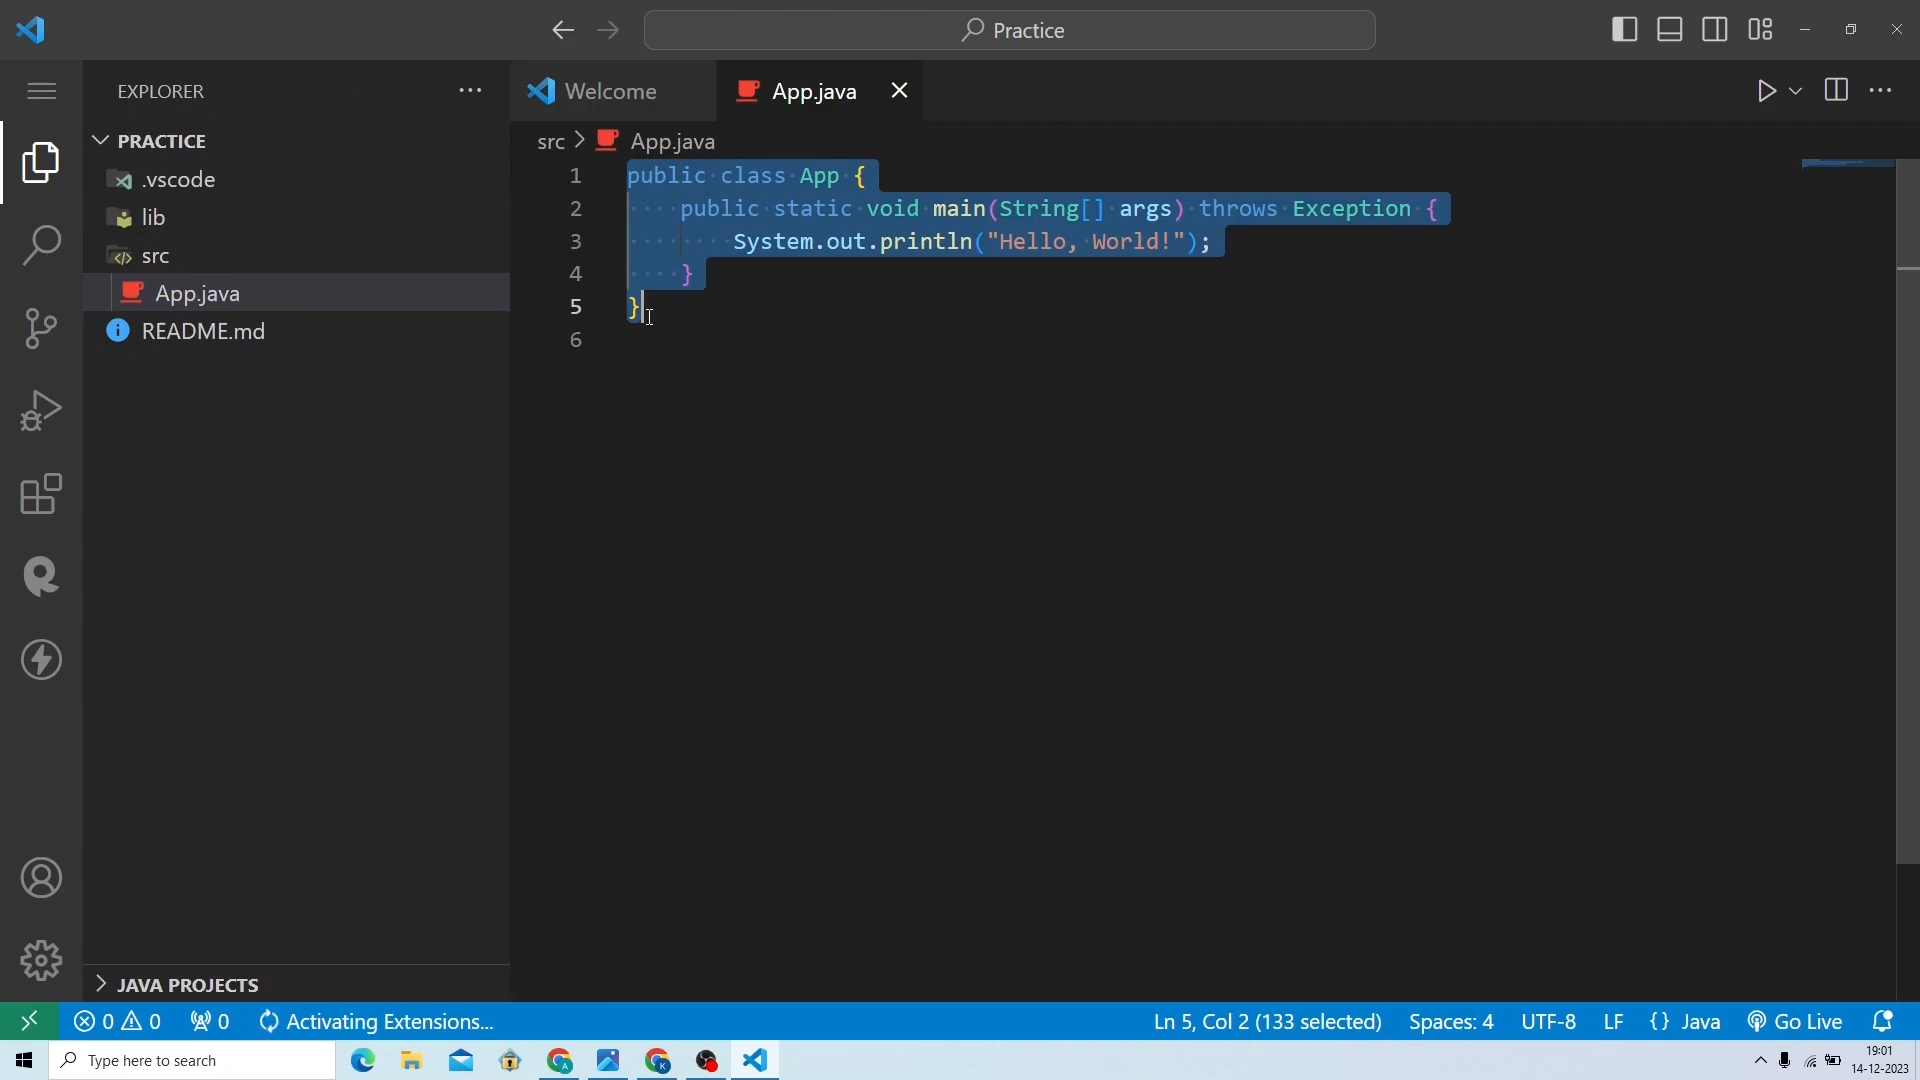 Practice
EXPLORER
Welcome
App.java
PRACTICE
src > App.java
.vscode
lib
src
App.java
README.md
1 public class App {
2 public static void main(String[] args) throws Exception {
3 System.out.println("Hello, World!");
4 }
5 }
6
JAVA PROJECTS
0 0 0 Activating Extensions... Ln 5, Col 2 (133 selected) Spaces: 4 UTF-8 LF {} Java Go Live
Type here to search
19:01
14-12-2023